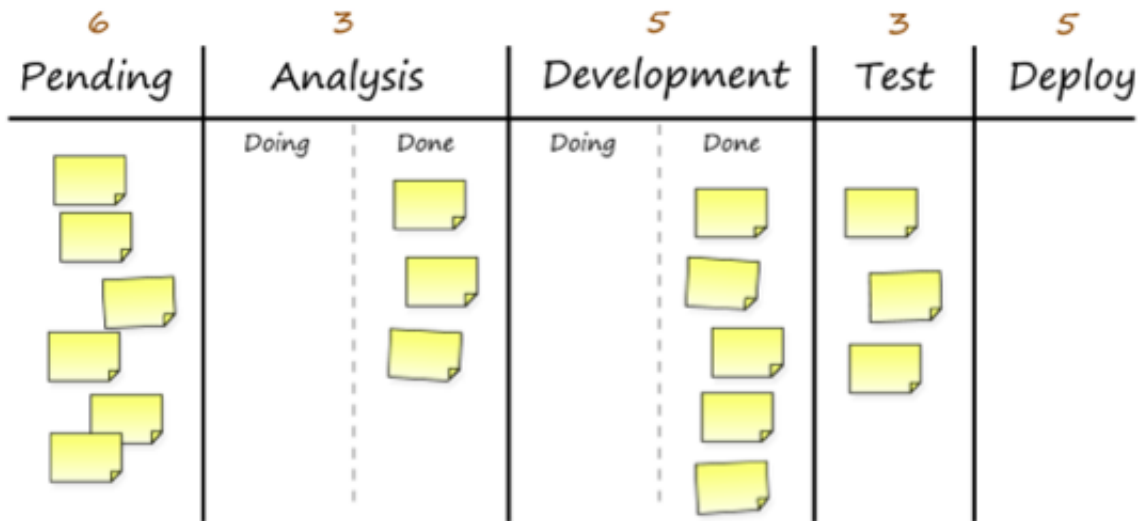 6 3 5 3 5
Pending Analysis Development Test Deploy
Doing Done Doing Done